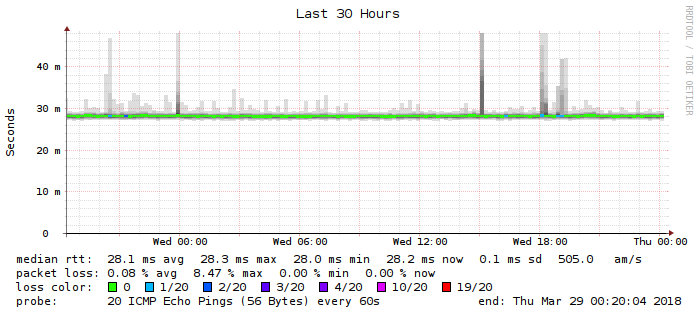 Last 30 Hours
RRDTOOL / TOBI OETIKER
Seconds
40 m
30 m
20 m
10 m
0
Wed 00:00 Wed 06:00 Wed 12:00 Wed 18:00 Thu 00:00
median rtt: 28.1 ms avg 28.3 ms max 28.0 ms min 28.2 ms now 0.1 ms sd 505.0 am/s
packet loss: 0.08 % avg 8.47 % max 0.00 % min 0.00 % now
loss color: 0 1/20 2/20 3/20 4/20 10/20 19/20
probe: 20 ICMP Echo Pings (56 Bytes) every 60s end: Thu Mar 29 00:20:04 2018